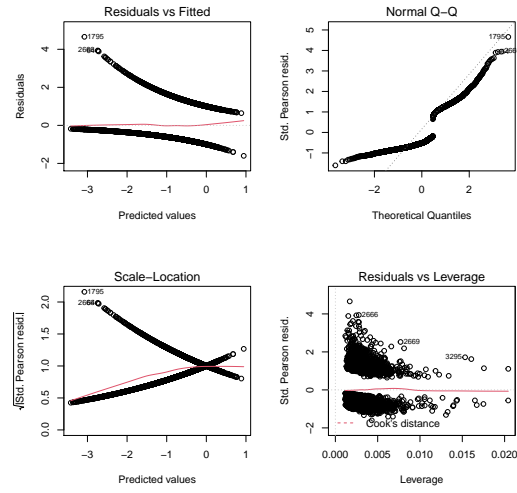 Residuals vs Fitted
Residuals
4
2
0
−2
1795
−3 −2 −1 0 1
Predicted values
Normal Q−Q
Std. Pearson resid.
5
4
3
2
1
0
−1
1795
−4 −2 0 2
Theoretical Quantiles
Scale−Location
√|Std. Pearson resid.|
2.0
1.5
1.0
0.5
0.0
1795
−3 −2 −1 0 1
Predicted values
Residuals vs Leverage
Std. Pearson resid.
4
2
0
−2
2666
2669
3295
Cook's distance
0.000 0.005 0.010 0.015 0.020
Leverage